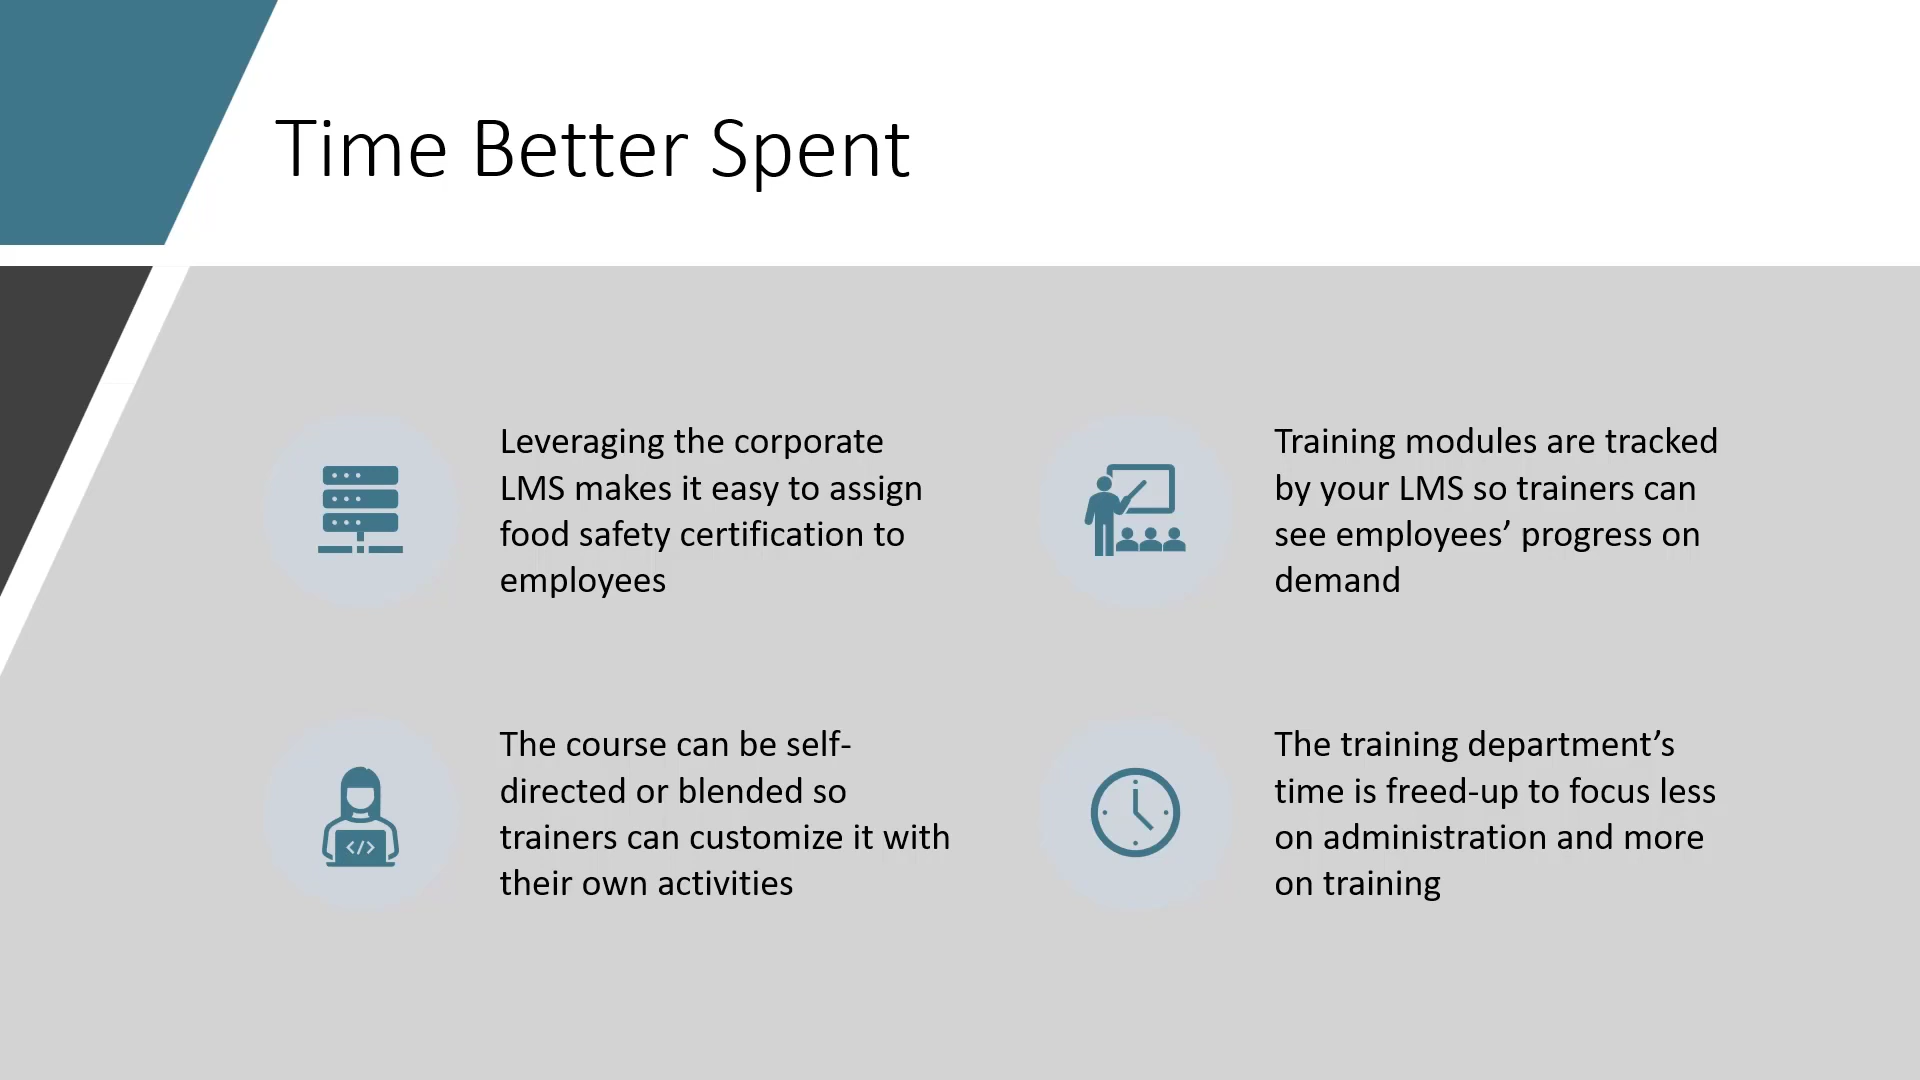 Time Better Spent
Leveraging the corporate
LMS makes it easy to assign
food safety certification to
employees
Training modules are tracked
by your LMS so trainers can
see employees’ progress on
demand
The course can be self-
directed or blended so
trainers can customize it with
their own activities
</>
The training department’s
time is freed-up to focus less
on administration and more
on training